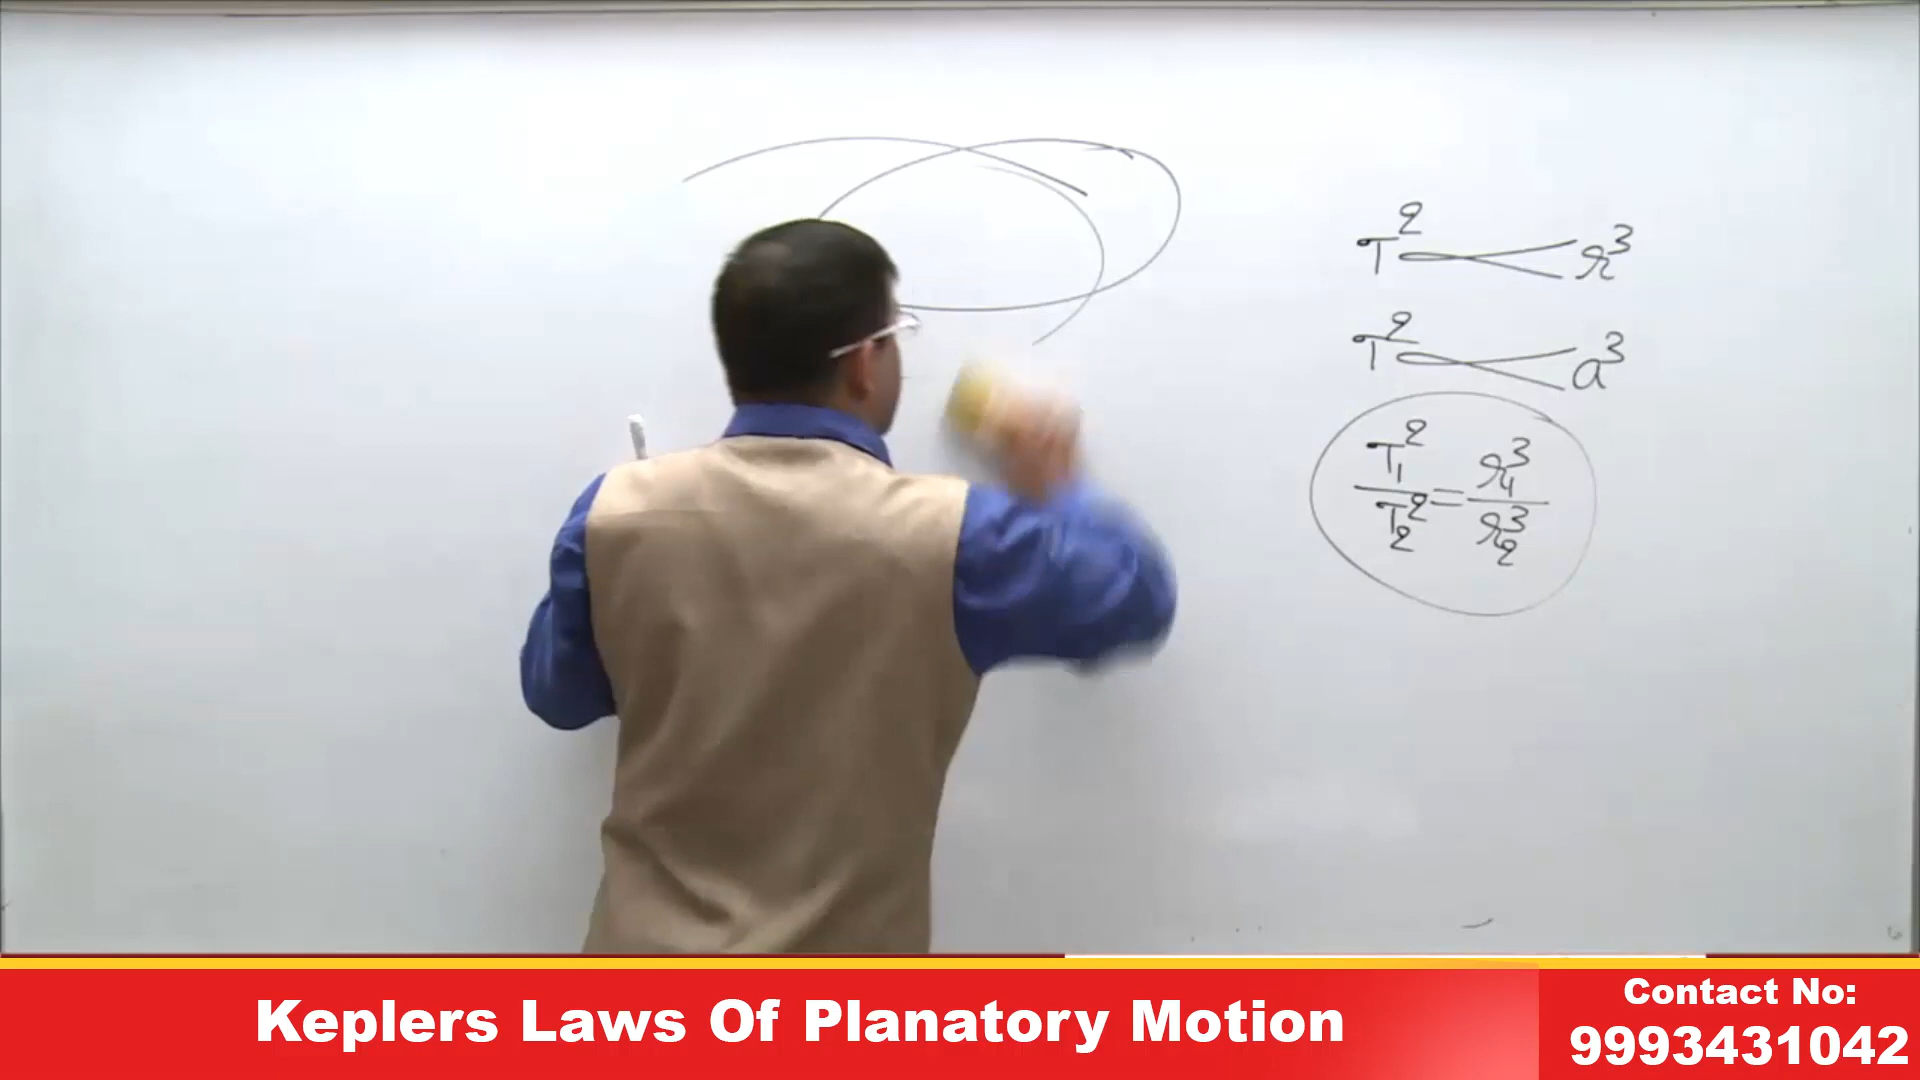 T² ∝ r³
T² ∝ a³
T₁²/T₂² = r₁³/r₂³
Keplers Laws Of Planatory Motion
Contact No:
9993431042